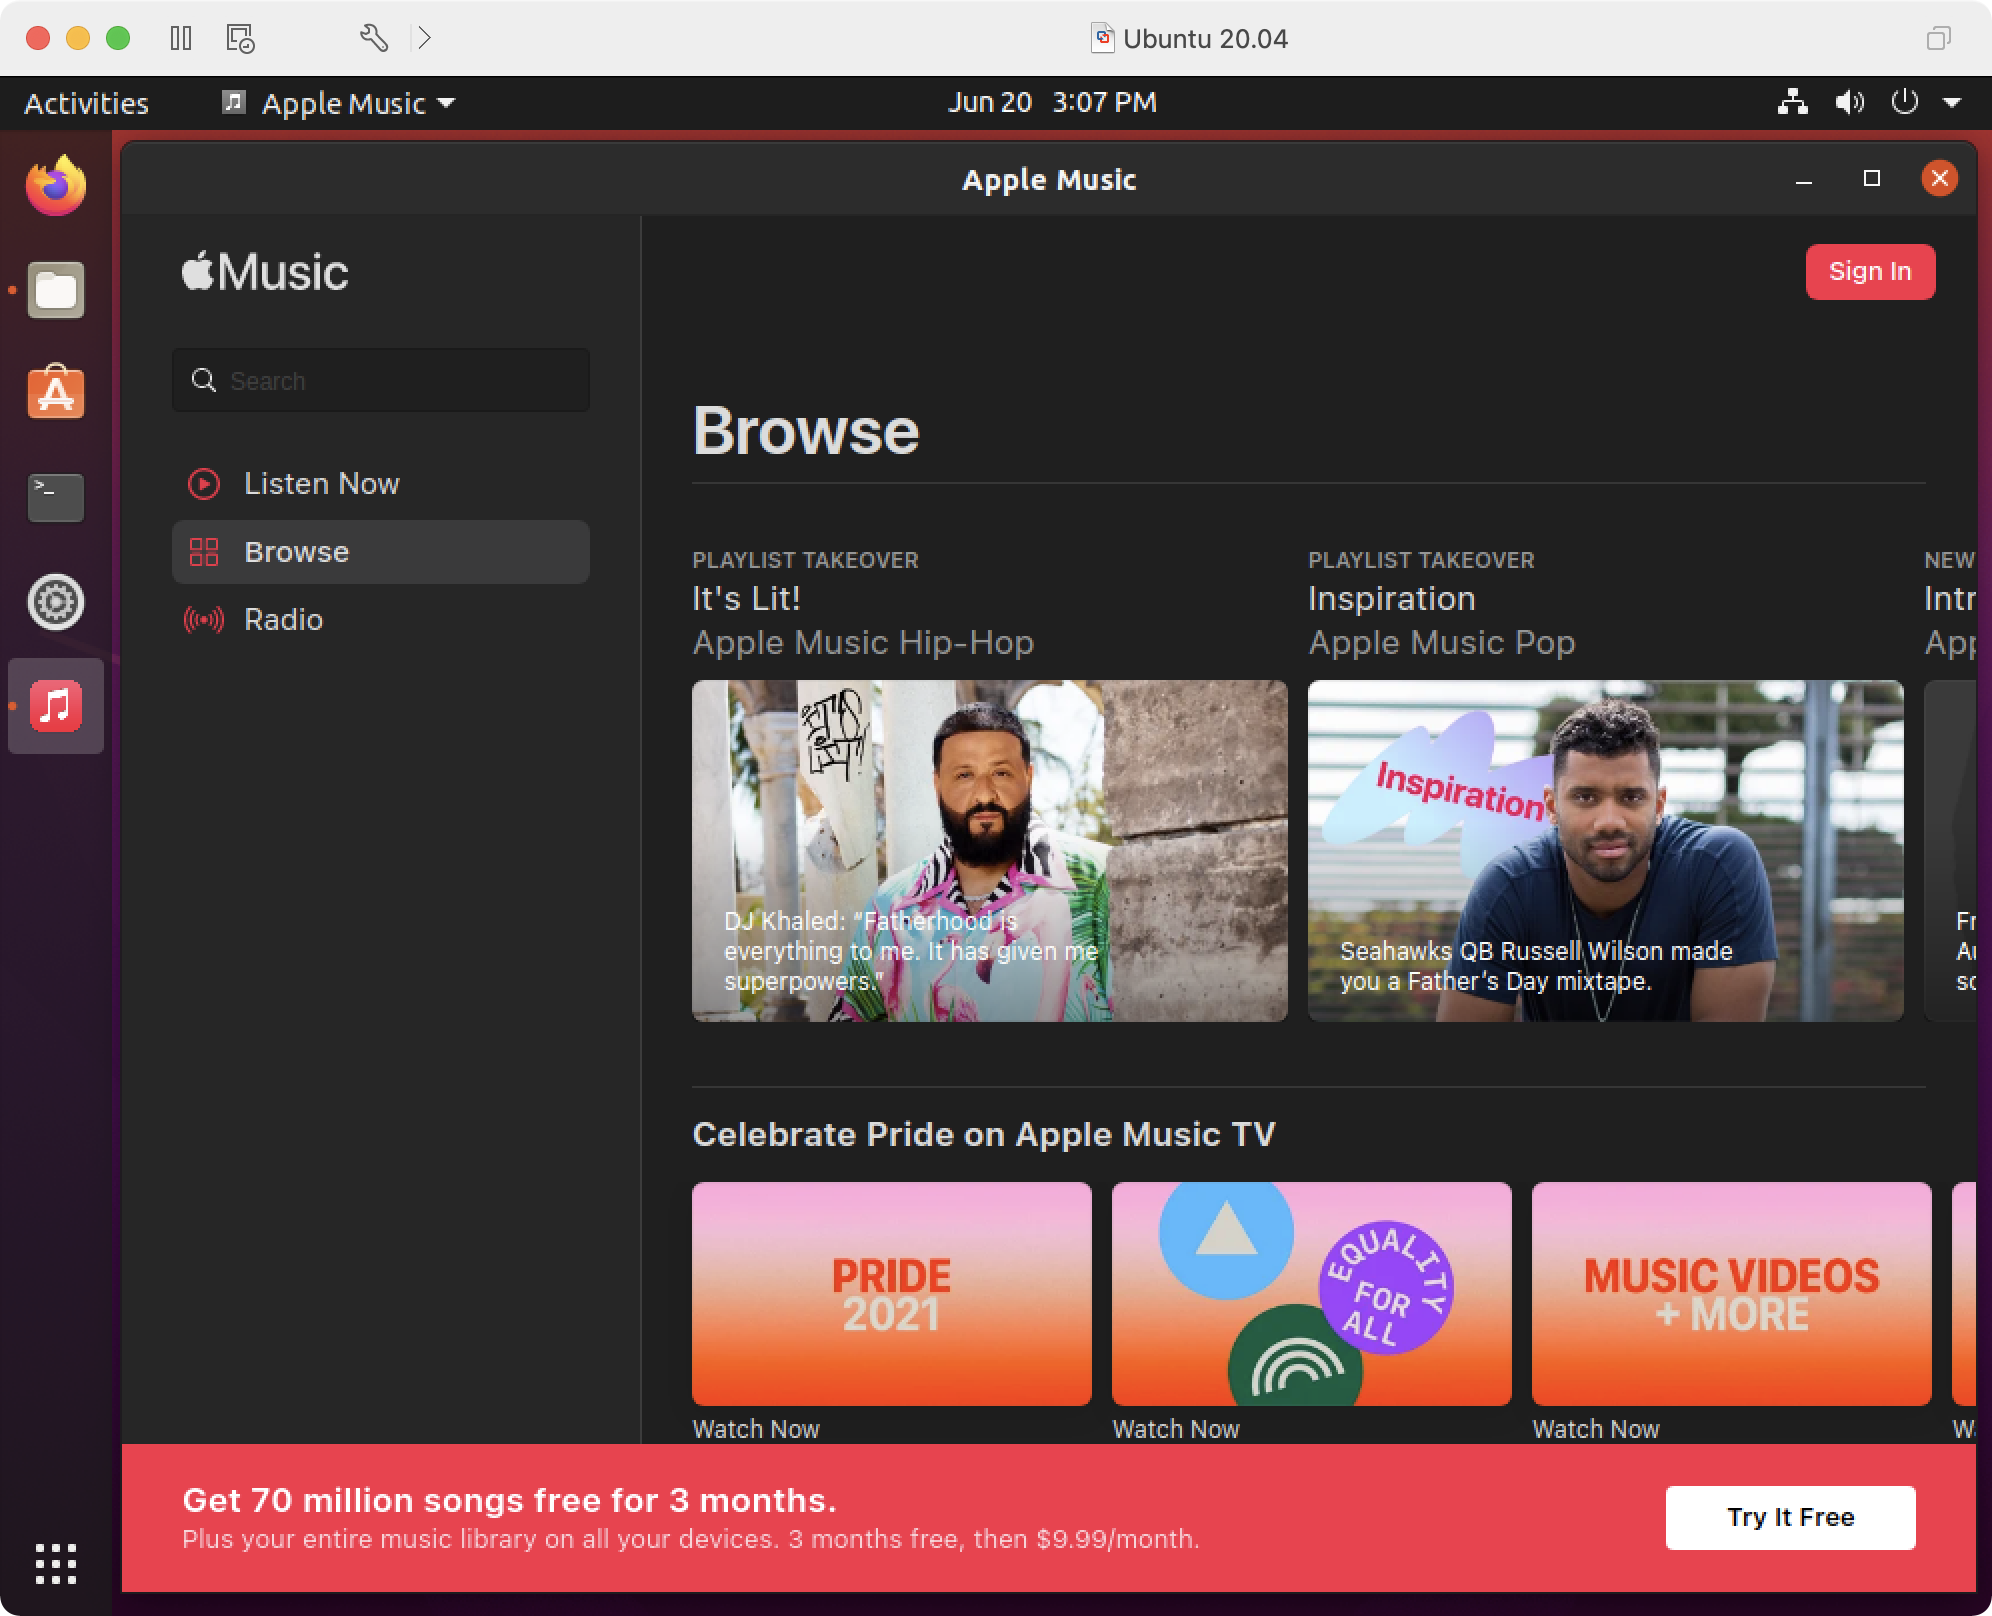 Ubuntu 20.04
Activities
Apple Music
Jun 20 3:07 PM
Apple Music
Music
Sign In
Search
Browse
Listen Now
Browse
Radio
PLAYLIST TAKEOVER
It's Lit!
Apple Music Hip-Hop
PLAYLIST TAKEOVER
Inspiration
Apple Music Pop
NEW
Intr
App
Inspiration
DJ Khaled: “Fatherhood is
everything to me. It has given me
superpowers.”
Seahawks QB Russell Wilson made
you a Father’s Day mixtape.
Fr
Au
so
Celebrate Pride on Apple Music TV
PRIDE
2021
EQUALITY
FOR
ALL
MUSIC VIDEOS
+ MORE
Watch Now
Watch Now
Watch Now
Get 70 million songs free for 3 months.
Plus your entire music library on all your devices. 3 months free, then $9.99/month.
Try It Free